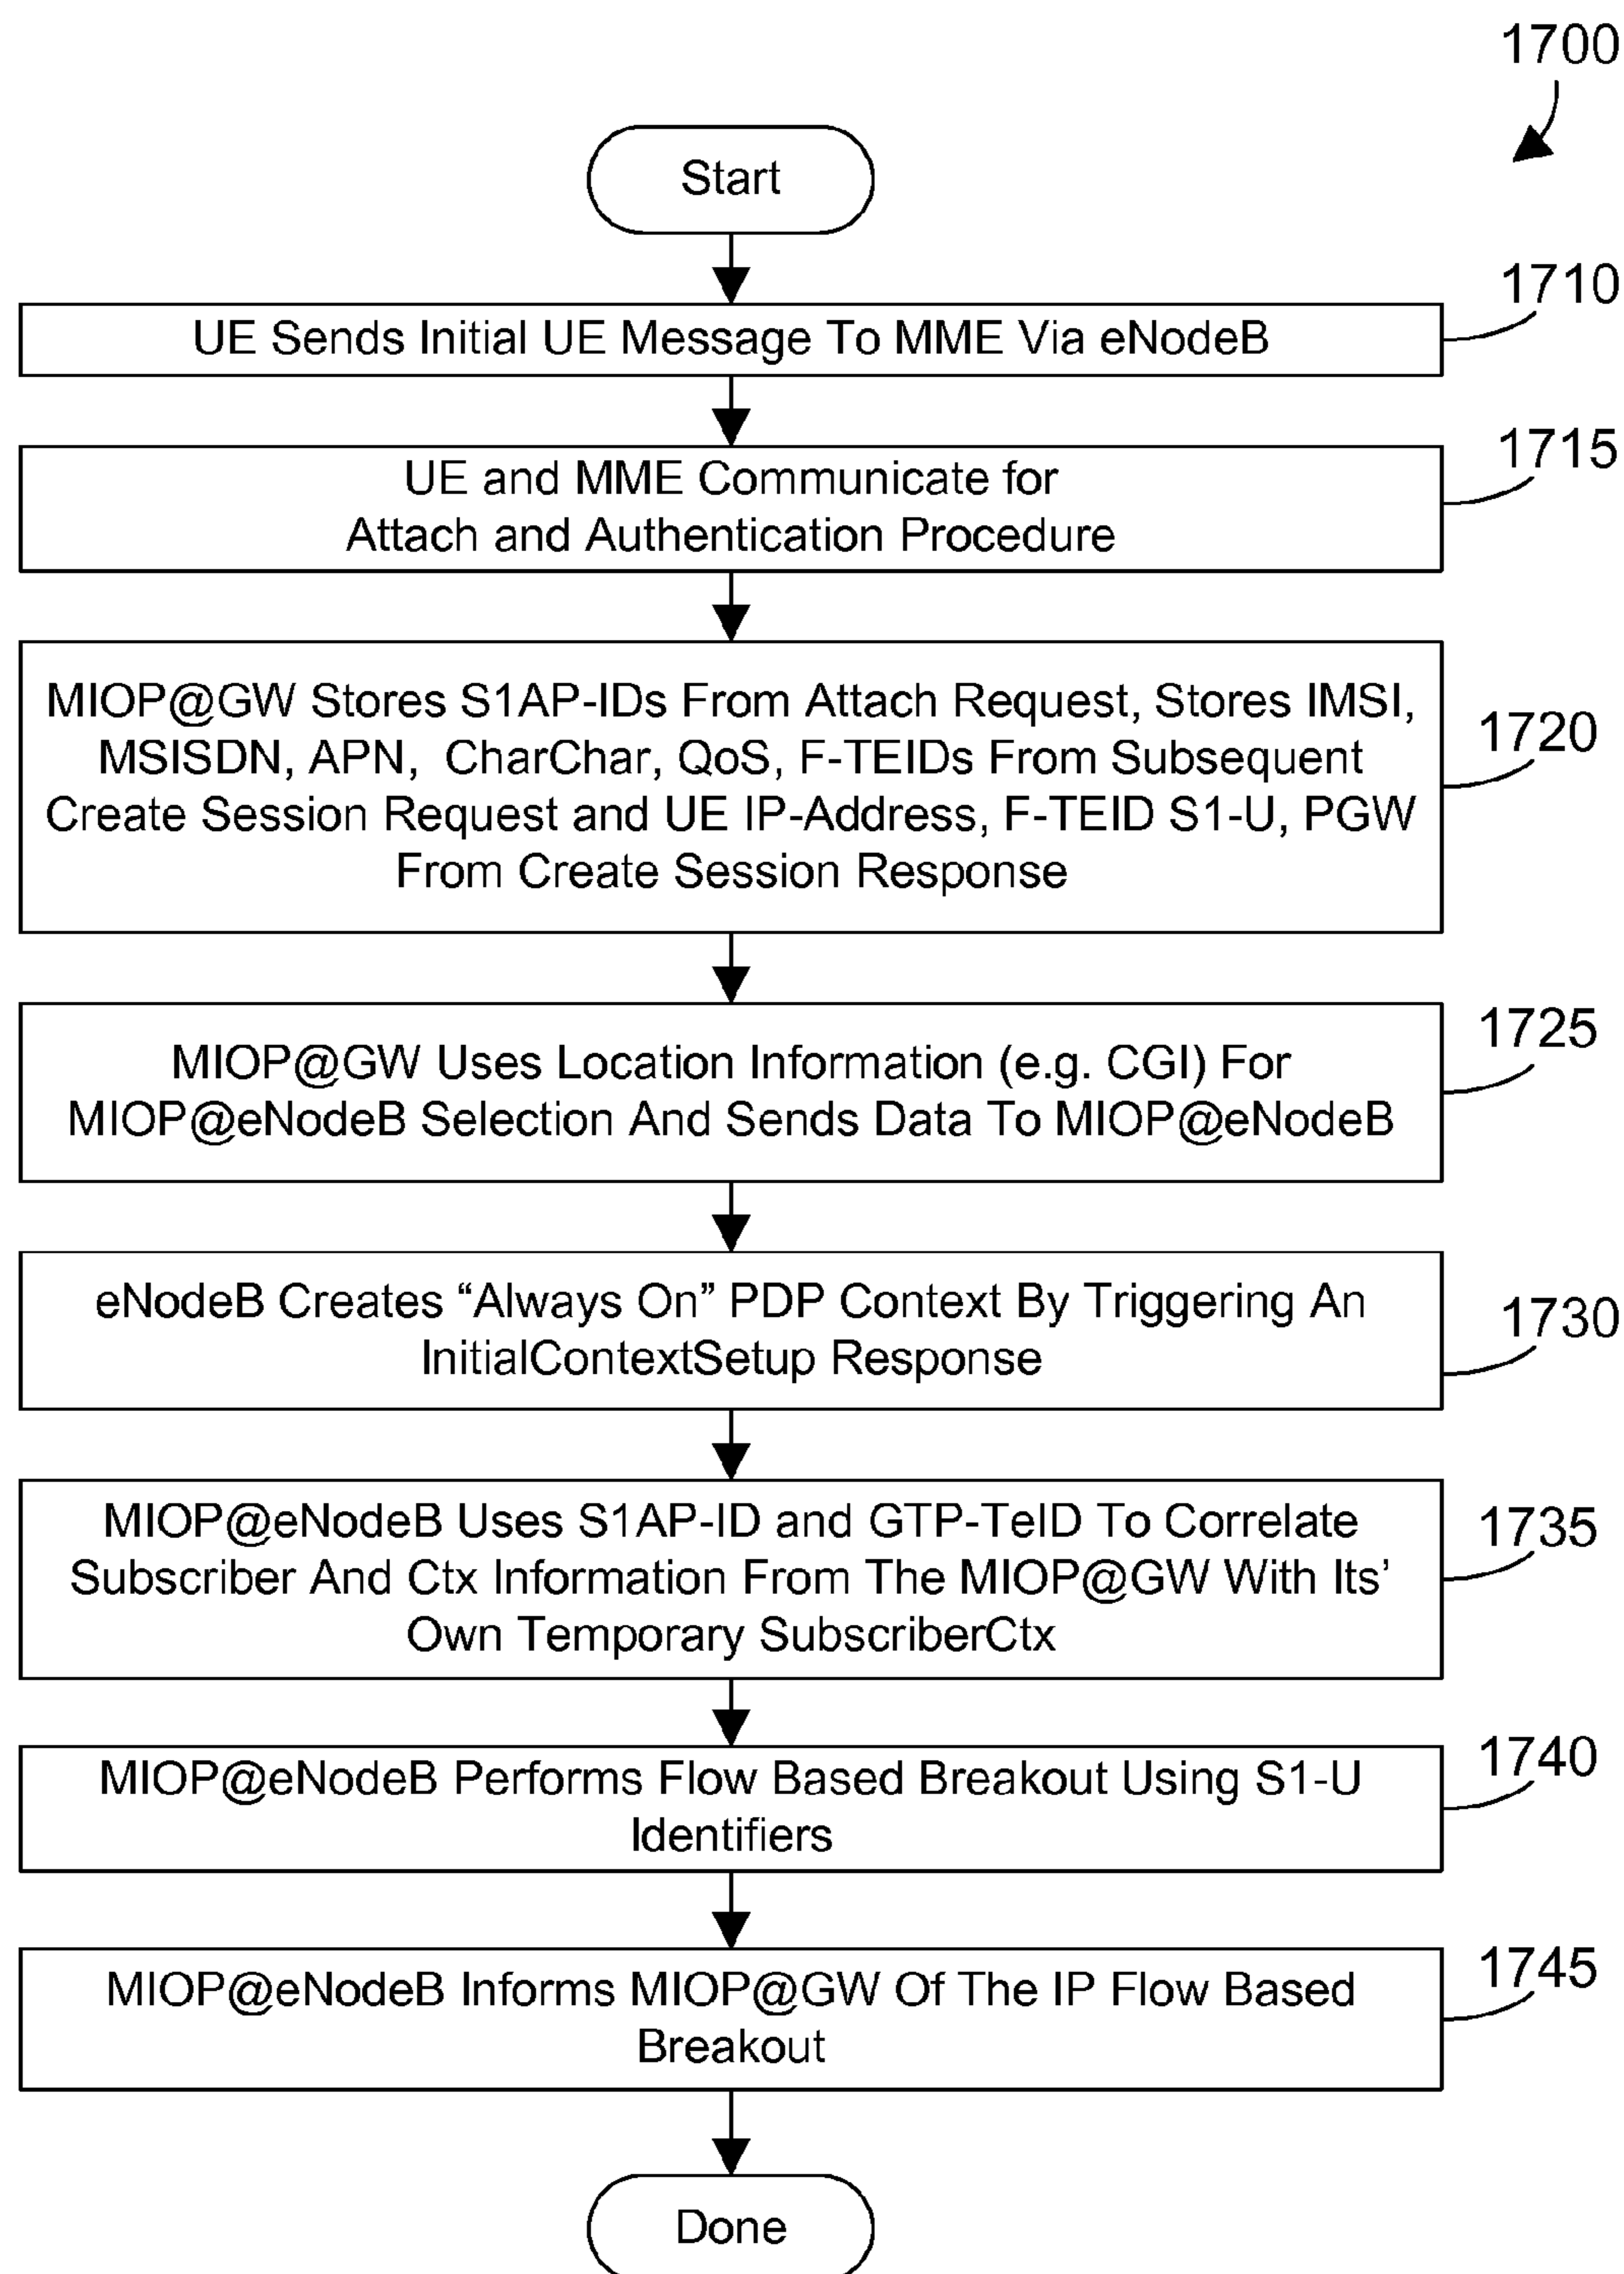 1700
Start
1710
UE Sends Initial UE Message To MME Via eNodeB
1715
UE and MME Communicate for
Attach and Authentication Procedure
MIOP@GW Stores S1AP-IDs From Attach Request, Stores IMSI,
MSISDN, APN, CharChar, QoS, F-TEIDs From Subsequent
Create Session Request and UE IP-Address, F-TEID S1-U, PGW
From Create Session Response
1720
MIOP@GW Uses Location Information (e.g. CGI) For
MIOP@eNodeB Selection And Sends Data To MIOP@eNodeB
1725
eNodeB Creates “Always On” PDP Context By Triggering An
InitialContextSetup Response
1730
MIOP@eNodeB Uses S1AP-ID and GTP-TeID To Correlate
Subscriber And Ctx Information From The MIOP@GW With Its’
Own Temporary SubscriberCtx
1735
MIOP@eNodeB Performs Flow Based Breakout Using S1-U
Identifiers
1740
MIOP@eNodeB Informs MIOP@GW Of The IP Flow Based
Breakout
1745
Done